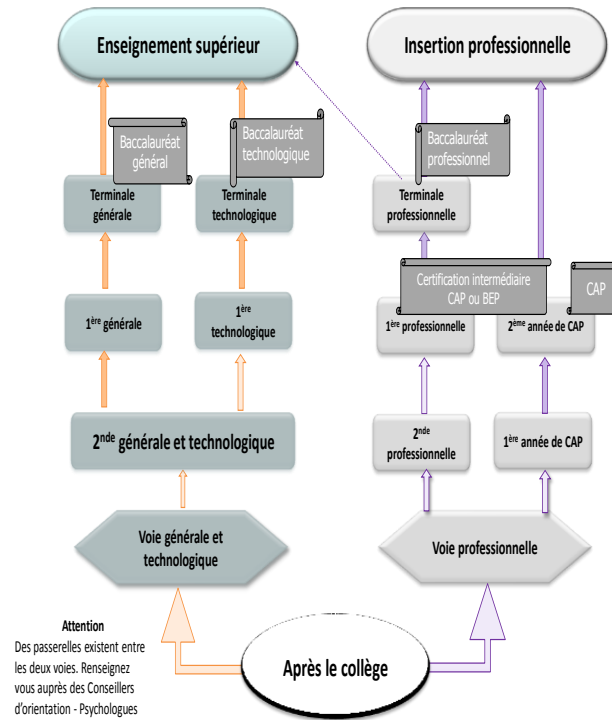 Enseignement supérieur
Insertion professionnelle
Baccalauréat
général
Baccalauréat
technologique
Baccalauréat
professionnel
Terminale
générale
Terminale
technologique
Terminale
professionnelle
Certification intermédiaire
CAP ou BEP
CAP
1ère générale
1ère
technologique
1ère professionnelle
2ème année de CAP
2nde générale et technologique
2nde
professionnelle
1ère année de CAP
Voie générale et
technologique
Voie professionnelle
Attention
Des passerelles existent entre
les deux voies. Renseignez
vous auprès des Conseillers
d'orientation - Psychologues
Après le collège